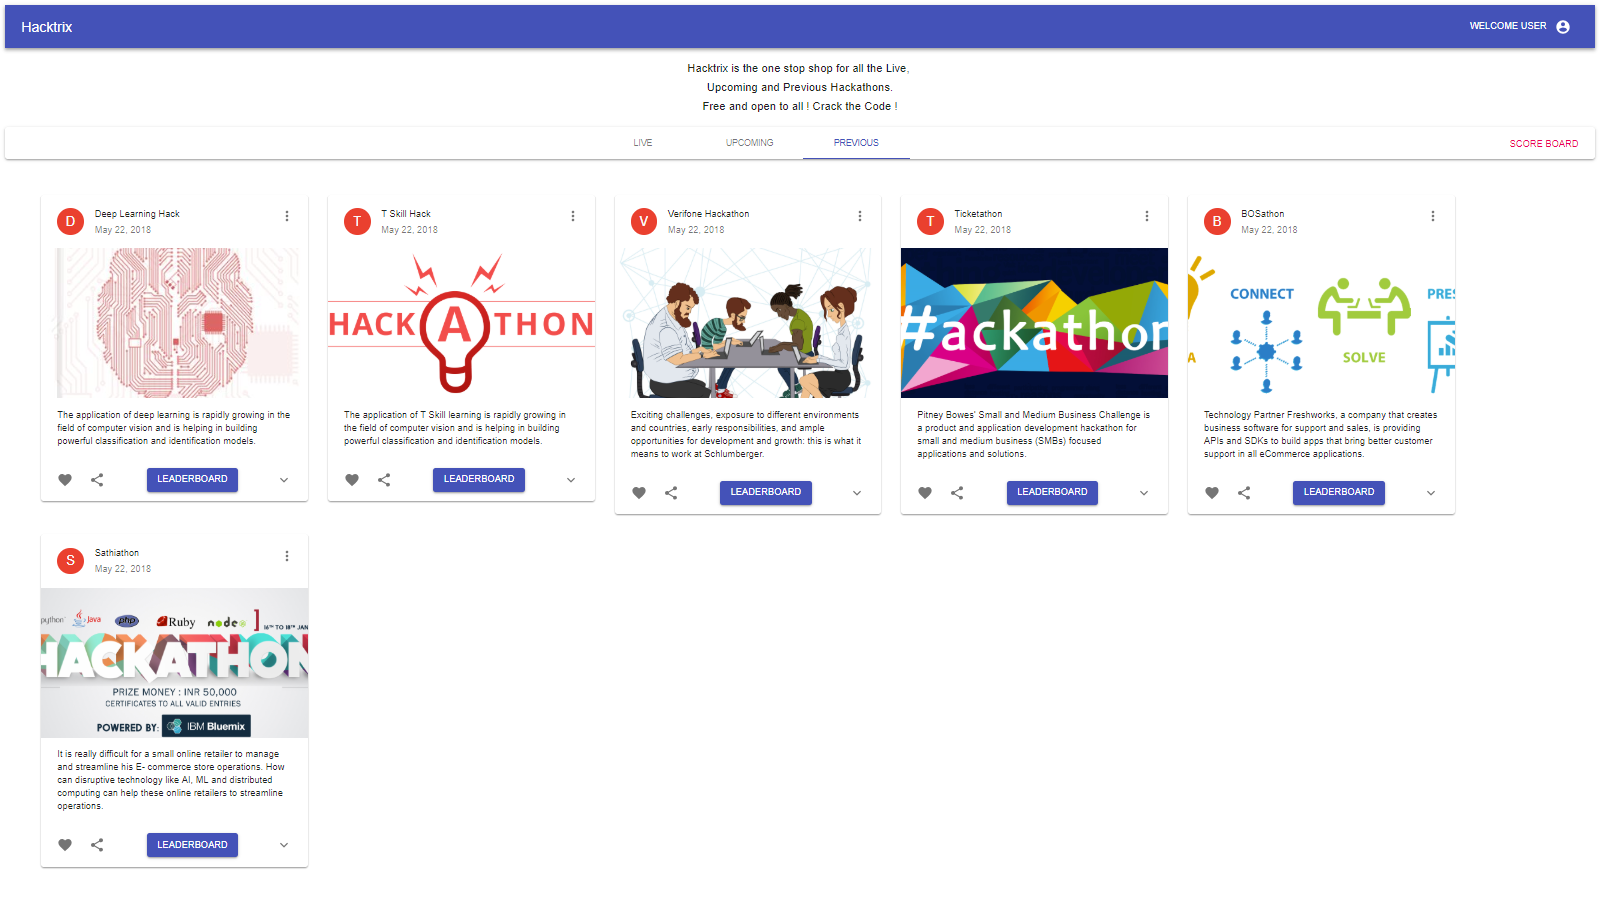 Hacktrix
WELCOME USER
Hacktrix is the one stop shop for all the Live,
Upcoming and Previous Hackathons.
Free and open to all ! Crack the Code !
LIVE
UPCOMING
PREVIOUS
SCORE BOARD
D
Deep Learning Hack
May 22, 2018
The application of deep learning is rapidly growing in the
field of computer vision and is helping in building
powerful classification and identification models.
LEADERBOARD
T
T Skill Hack
May 22, 2018
HACKATHON
The application of T Skill learning is rapidly growing in
the field of computer vision and is helping in building
powerful classification and identification models.
LEADERBOARD
V
Verifone Hackathon
May 22, 2018
Exciting challenges, exposure to different environments
and countries, early responsibilities, and ample
opportunities for development and growth: this is what it
means to work at Schlumberger.
LEADERBOARD
T
Ticketathon
May 22, 2018
#ackathon
Pitney Bowes' Small and Medium Business Challenge is
a product and application development hackathon for
small and medium business (SMBs) focused
applications and solutions.
LEADERBOARD
B
BOSathon
May 22, 2018
CONNECT
PRES
A
SOLVE
Technology Partner Freshworks, a company that creates
business software for support and sales, is providing
APIs and SDKs to build apps that bring better customer
support in all eCommerce applications.
LEADERBOARD
S
Sathiathon
May 22, 2018
python
Java
php
Ruby
node
16TH TO 18TH JAN
HACKATHON
PRIZE MONEY : INR 50,000
CERTIFICATES TO ALL VALID ENTRIES
POWERED BY: IBM Bluemix
It is really difficult for a small online retailer to manage
and streamline his E- commerce store operations. How
can disruptive technology like AI, ML and distributed
computing can help these online retailers to streamline
operations.
LEADERBOARD